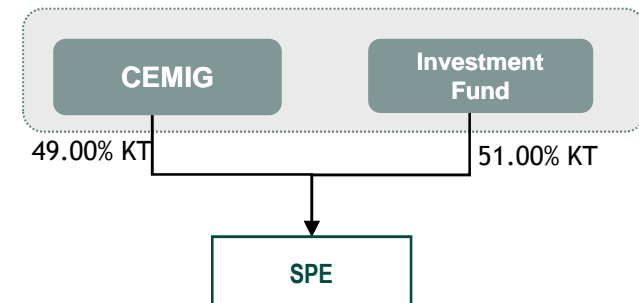 CEMIG
Investment
Fund
49.00% KT
51.00% KT
SPE